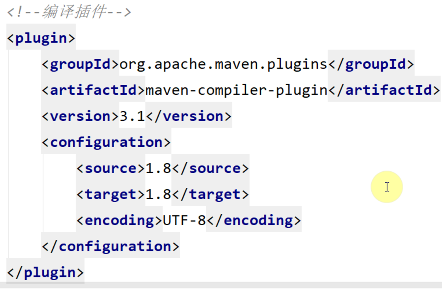 <!--编译插件-->
<plugin>
<groupId>org.apache.maven.plugins</groupId>
<artifactId>maven-compiler-plugin</artifactId>
<version>3.1</version>
<configuration>
<source>1.8</source>
<target>1.8</target>
<encoding>UTF-8</encoding>
</configuration>
</plugin>